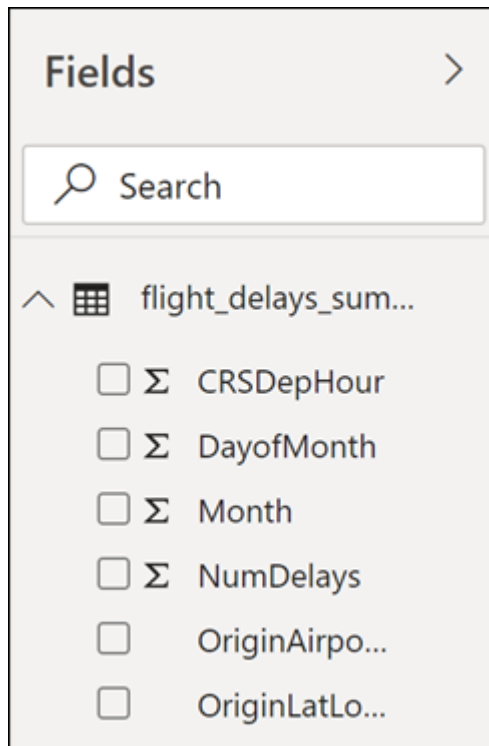 Fields
Search
flight_delays_sum...
Σ CRSDepHour
Σ DayofMonth
Σ Month
Σ NumDelays
OriginAirpo...
OriginLatLo...